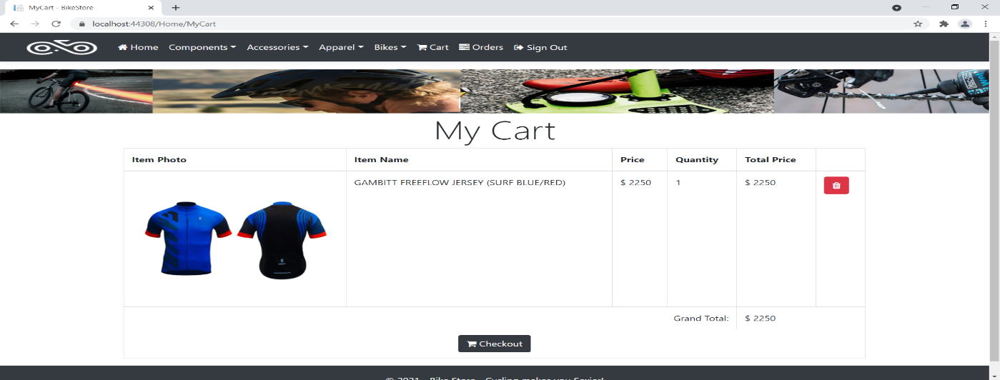 MyCart - BikeStore
localhost:44308/Home/MyCart
Home Components Accessories Apparel Bikes Cart Orders Sign Out
My Cart
Item Photo Item Name Price Quantity Total Price
GAMBITT FREEFLOW JERSEY (SURF BLUE/RED) $ 2250 1 $ 2250
Grand Total: $ 2250
Checkout
© 2021 - Bike Store - Cycling makes you Sexier!